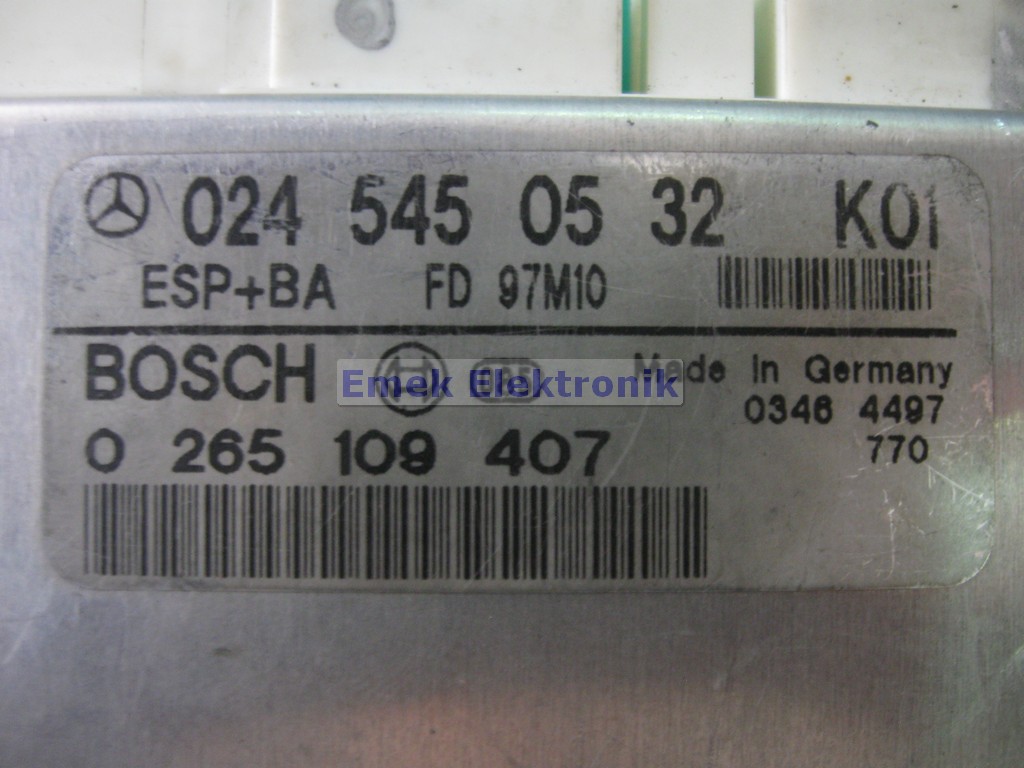 024 545 05 32 K01
ESP+BA FD 97M10
BOSCH Made in Germany
Emek Elektronik
0346 4497
0 265 109 407 770